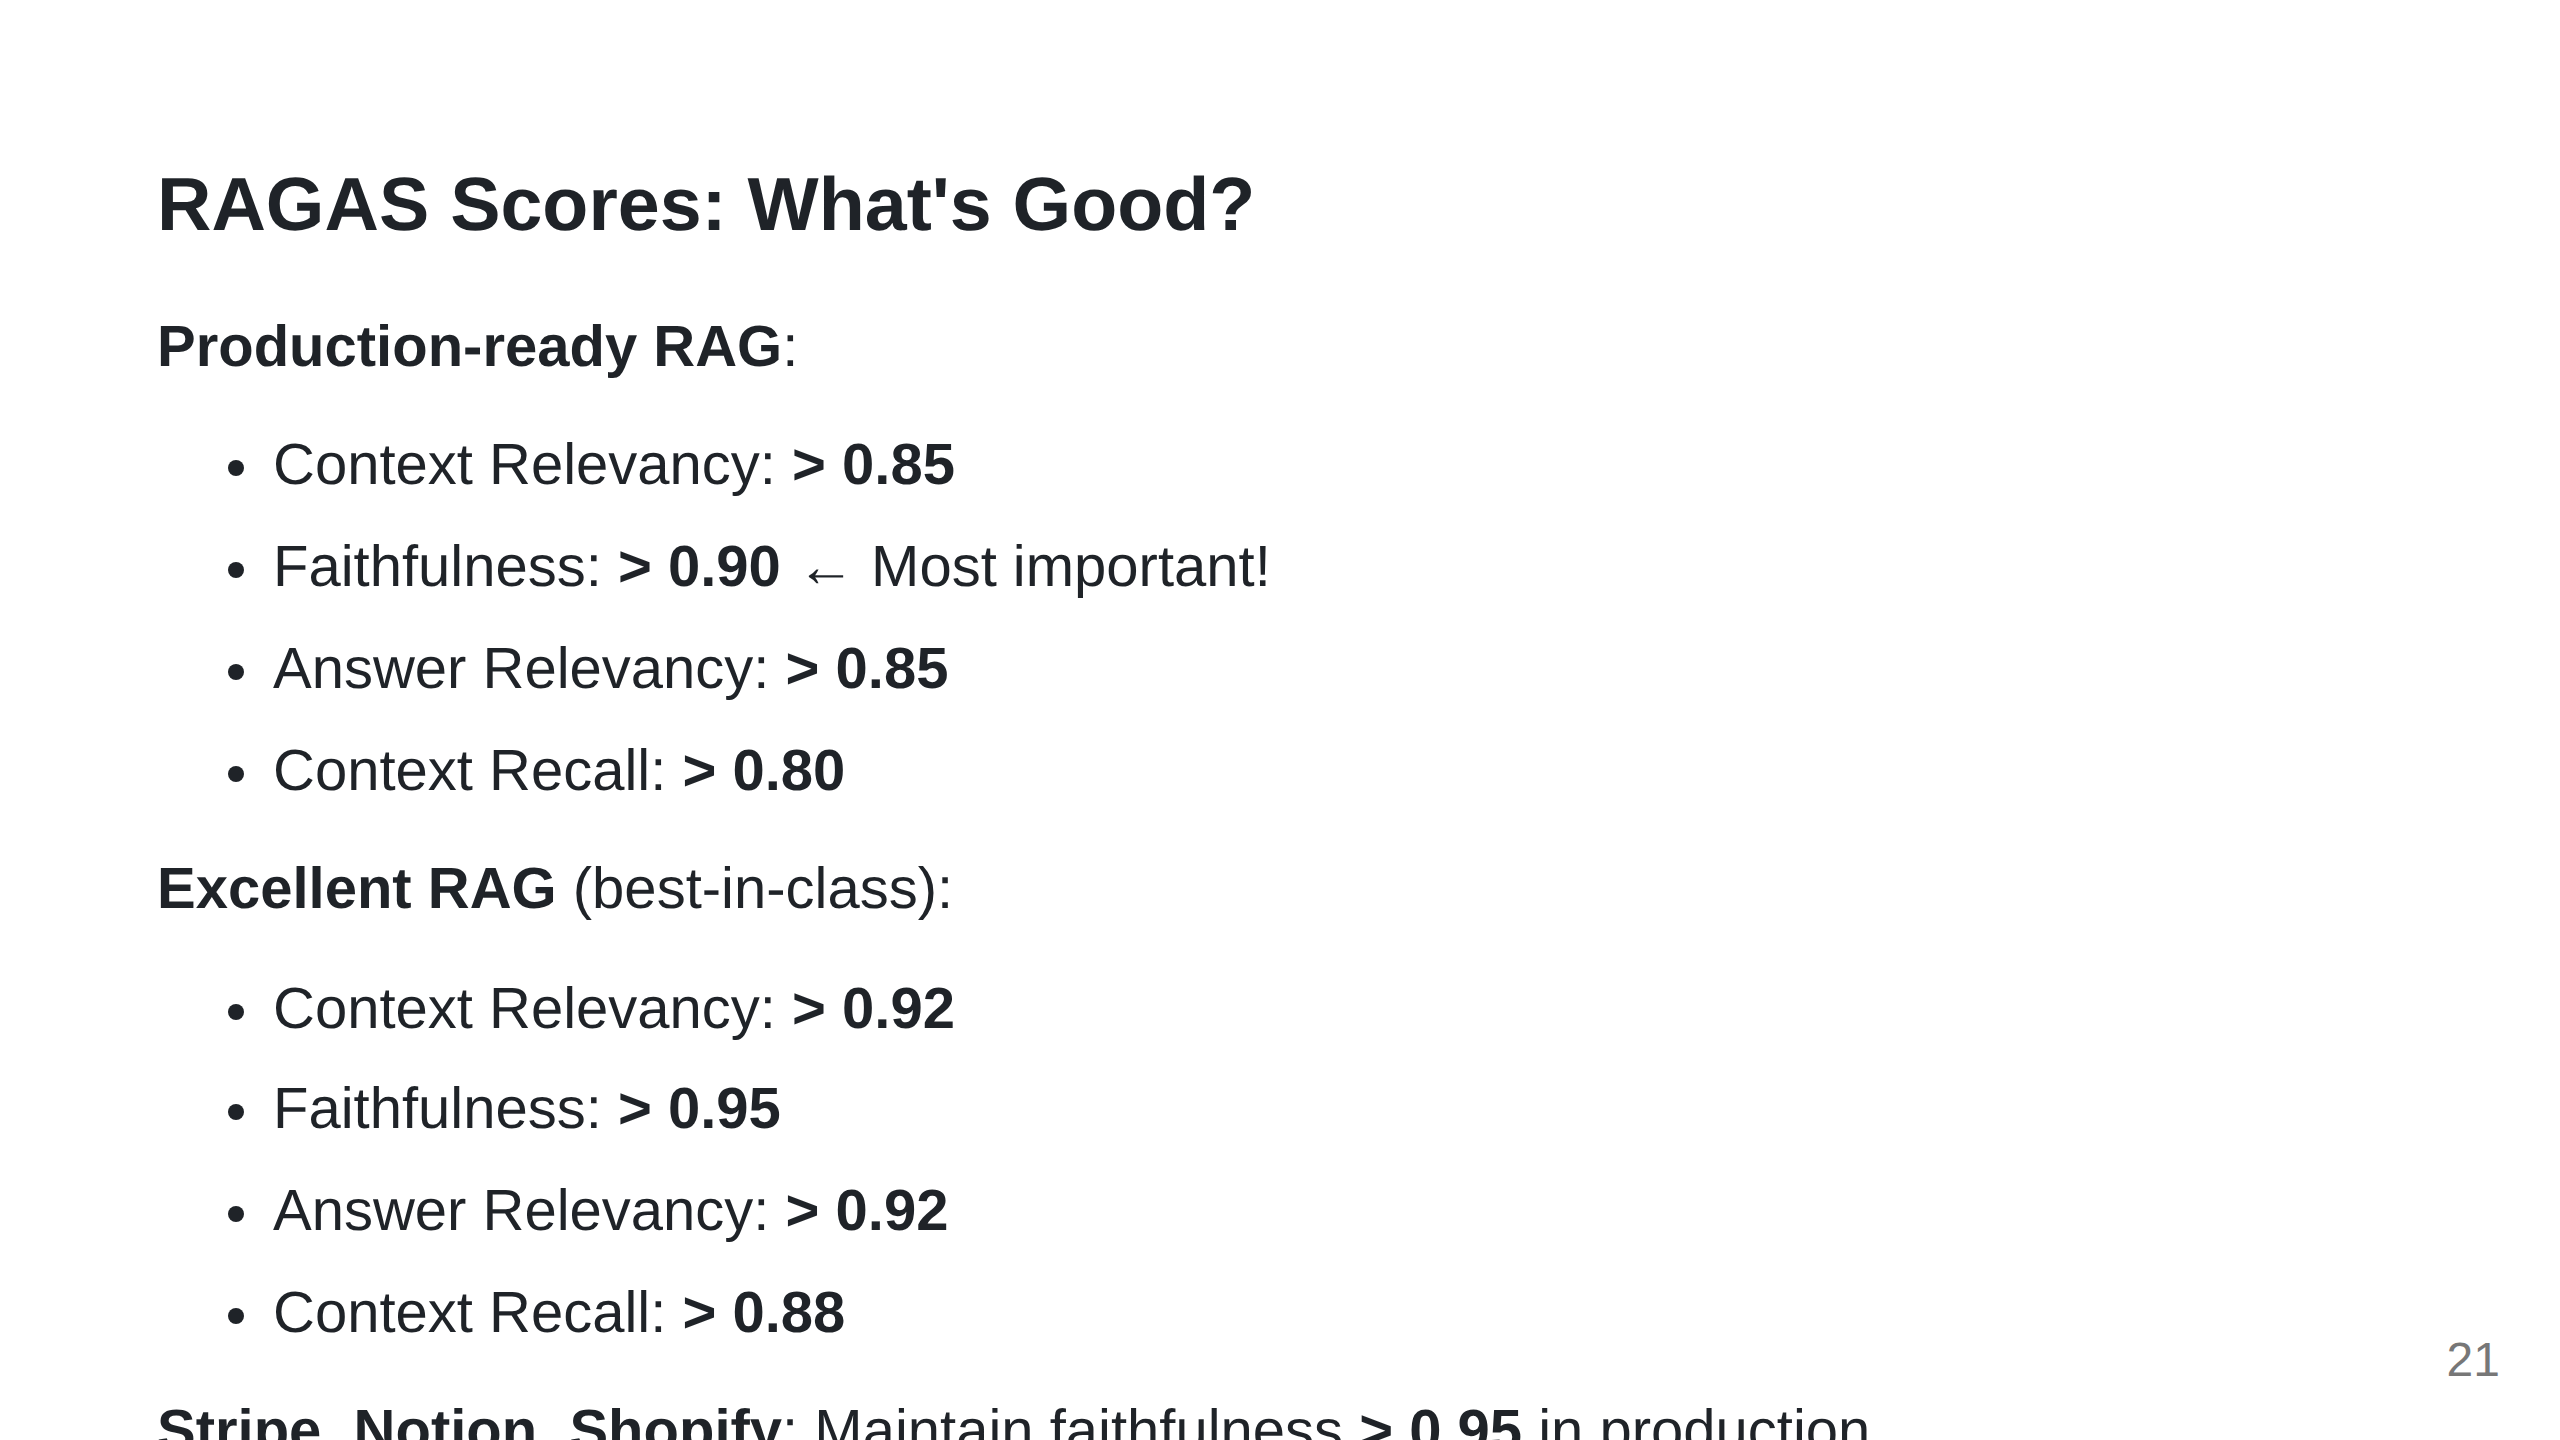 RAGAS Scores: What's Good?
Production-ready RAG:
• Context Relevancy: > 0.85
• Faithfulness: > 0.90 ← Most important!
• Answer Relevancy: > 0.85
• Context Recall: > 0.80
Excellent RAG (best-in-class):
• Context Relevancy: > 0.92
• Faithfulness: > 0.95
• Answer Relevancy: > 0.92
• Context Recall: > 0.88
21
Stripe, Notion, Shopify: Maintain faithfulness > 0.95 in production